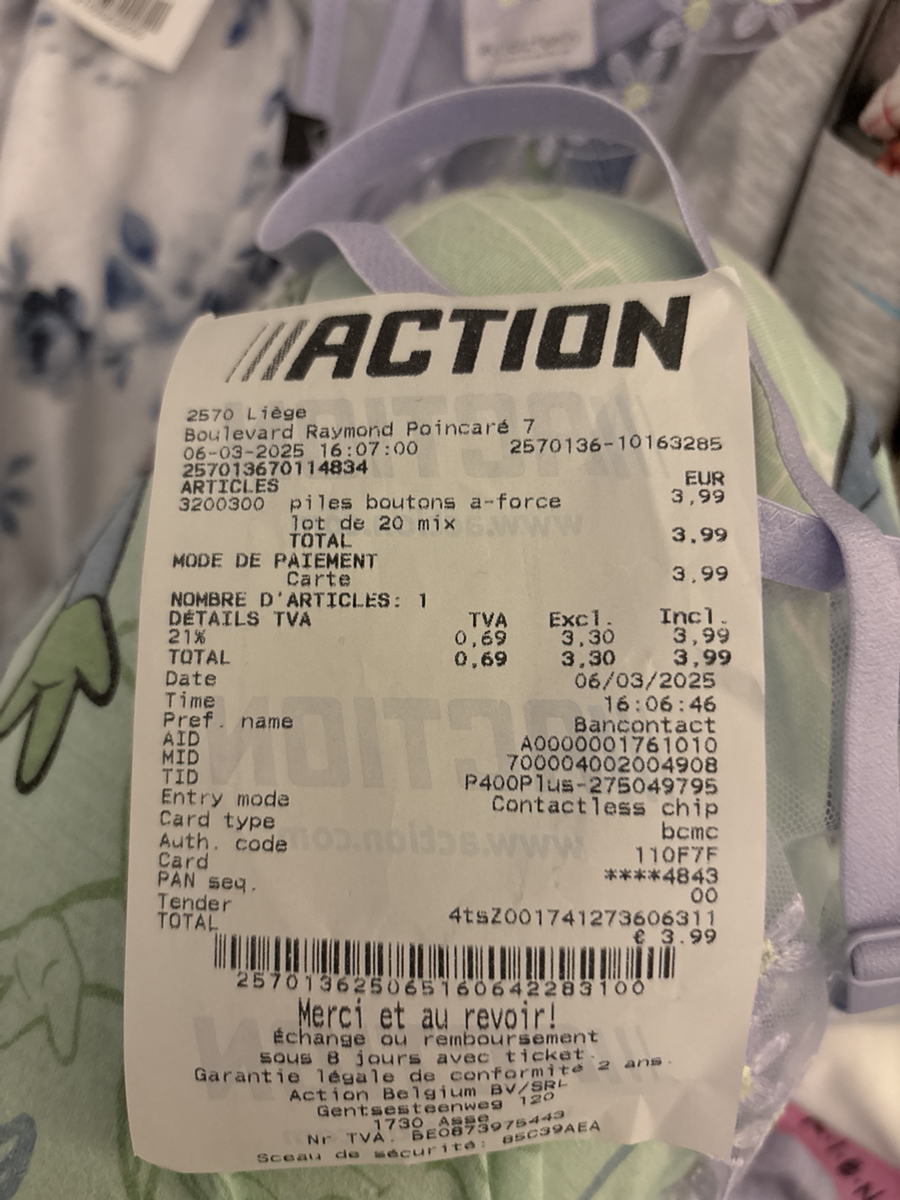 ///ACTION
2570 Liège
Boulevard Raymond Poincaré 7
06-03-2025 16:07:00 2570136-10163285
257013670114834
ARTICLES EUR
3200300 piles boutons a-force 3,99
lot de 20 mix
TOTAL 3,99
MODE DE PAIEMENT
Carte 3,99
NOMBRE D'ARTICLES: 1
DÉTAILS TVA TVA Excl. Incl.
21% 0,69 3,30 3,99
TOTAL 0,69 3,30 3,99
Date 06/03/2025
Time 16:06:46
Pref. name Bancontact
AID A0000001761010
MID 700004002004908
TID P400Plus-275049795
Entry mode Contactless chip
Card type bcmc
Auth. code 110F7F
Card ****4843
PAN seq. 00
Tender 4tsZ001741273606311
TOTAL € 3.99
257013625065160642283100
Merci et au revoir!
Échange ou remboursement
sous 8 jours avec ticket.
Garantie légale de conformité 2 ans.
Action Belgium BV/SRL
Gentsesteenweg 120
1730 Asse
Nr TVA. BE0873975443
Sceau de sécurité: 85C39AEA